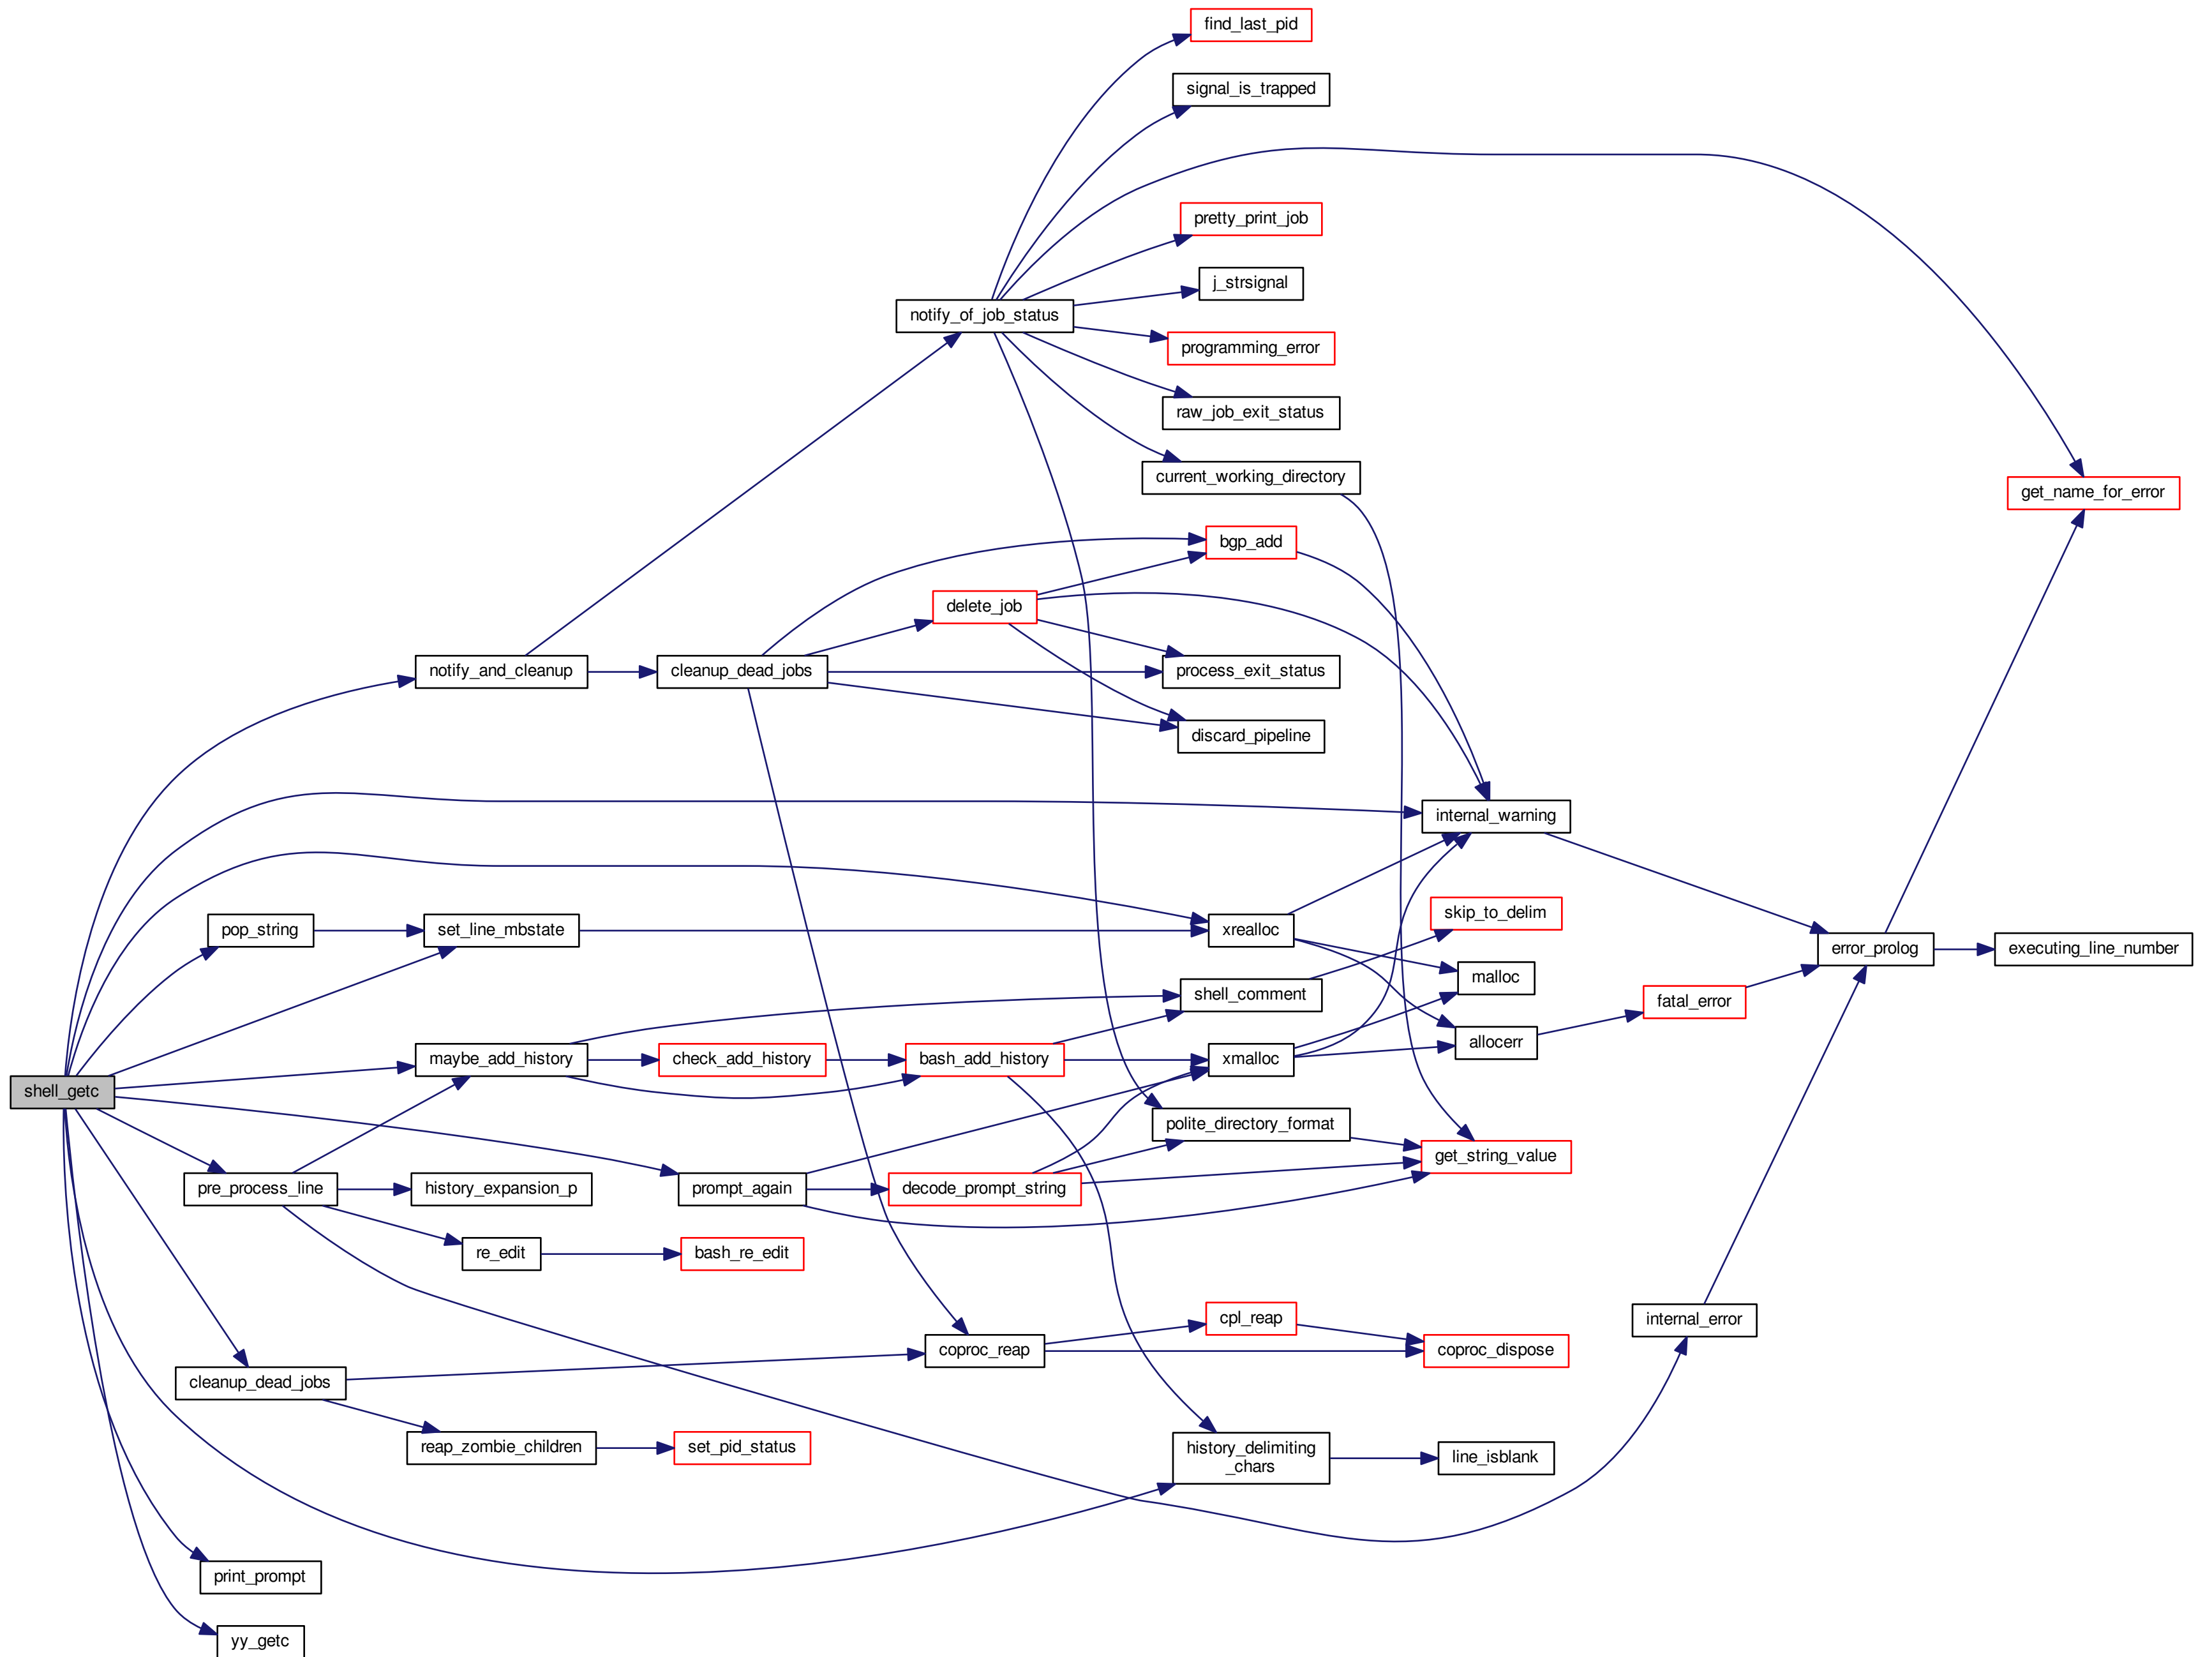 find_last_pid
signal_is_trapped
pretty_print_job
j_strsignal
notify_of_job_status
programming_error
raw_job_exit_status
current_working_directory
get_name_for_error
bgp_add
delete_job
notify_and_cleanup
cleanup_dead_jobs
process_exit_status
discard_pipeline
internal_warning
skip_to_delim
pop_string
set_line_mbstate
xrealloc
error_prolog
executing_line_number
malloc
shell_comment
fatal_error
allocerr
maybe_add_history
check_add_history
bash_add_history
xmalloc
shell_getc
polite_directory_format
get_string_value
pre_process_line
history_expansion_p
prompt_again
decode_prompt_string
re_edit
bash_re_edit
cpl_reap
internal_error
coproc_reap
coproc_dispose
cleanup_dead_jobs
reap_zombie_children
set_pid_status
history_delimiting
_chars
line_isblank
print_prompt
yy_getc